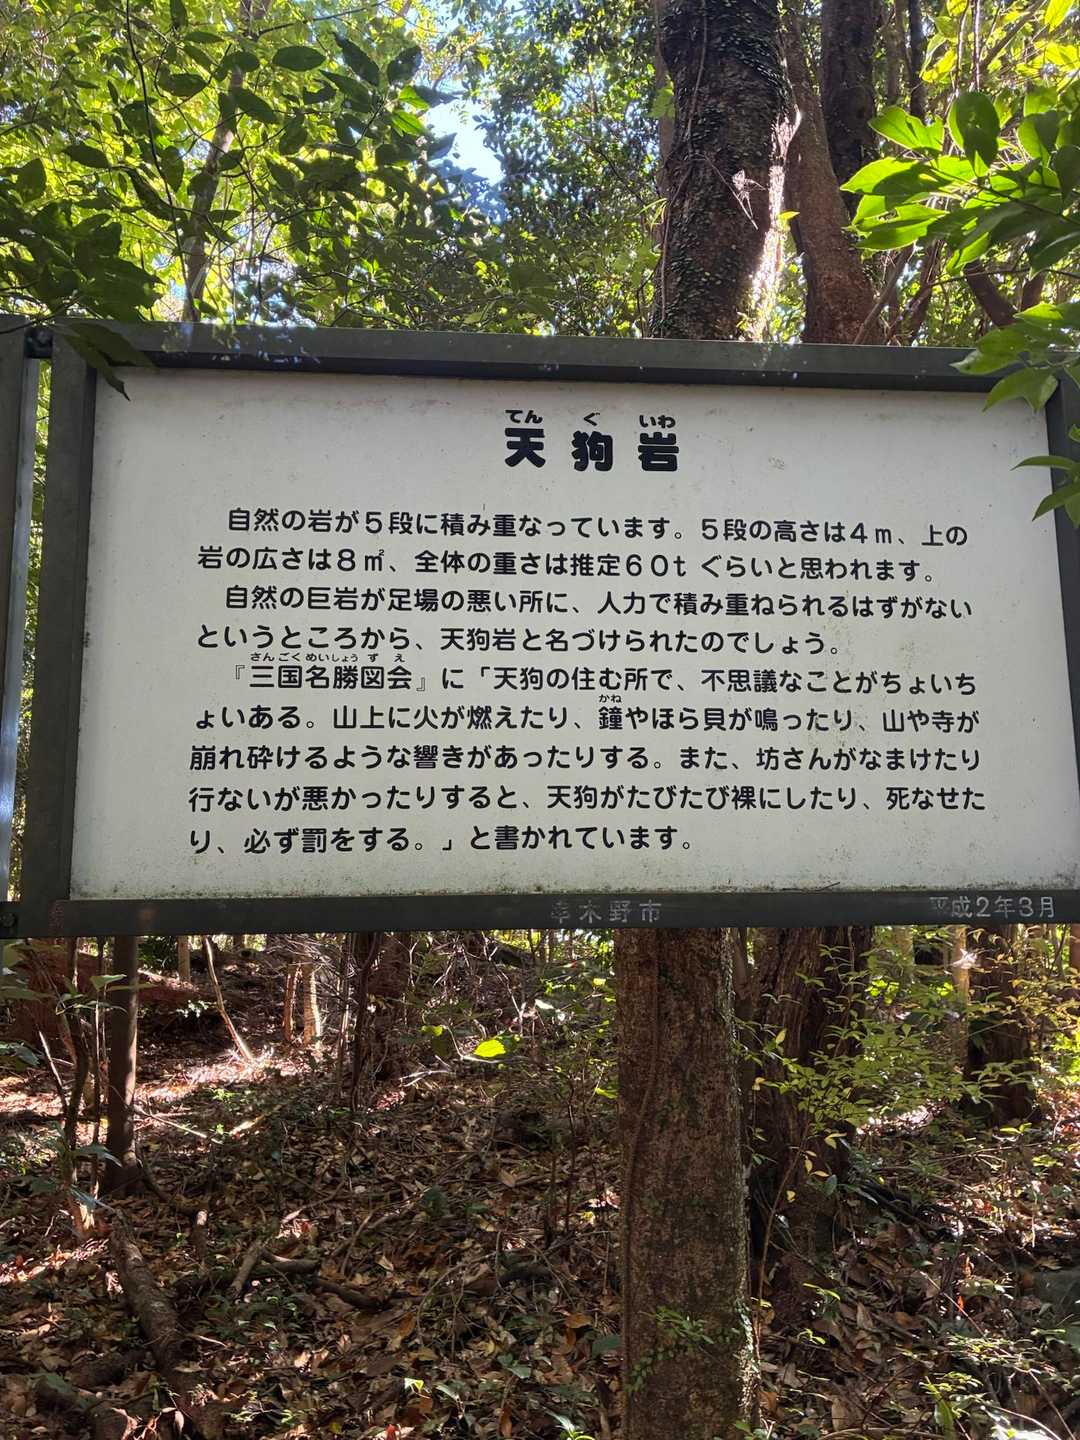 てん ぐ いわ
天狗岩
自然の岩が5段に積み重なっています。5段の高さは4m、上の
岩の広さは8㎡、全体の重さは推定60tぐらいと思われます。
自然の巨岩が足場の悪い所に、人力で積み重ねられるはずがない
というところから、天狗岩と名づけられたのでしょう。
さんごくめいしょうずえ
『三国名勝図会』に「天狗の住む所で、不思議なことがちょいち
かね
ょいある。山上に火が燃えたり、鐘やほら貝が鳴ったり、山や寺が
崩れ砕けるような響きがあったりする。また、坊さんがなまけたり
行ないが悪かったりすると、天狗がたびたび裸にしたり、死なせた
り、必ず罰をする。」と書かれています。
串木野市
平成2年3月